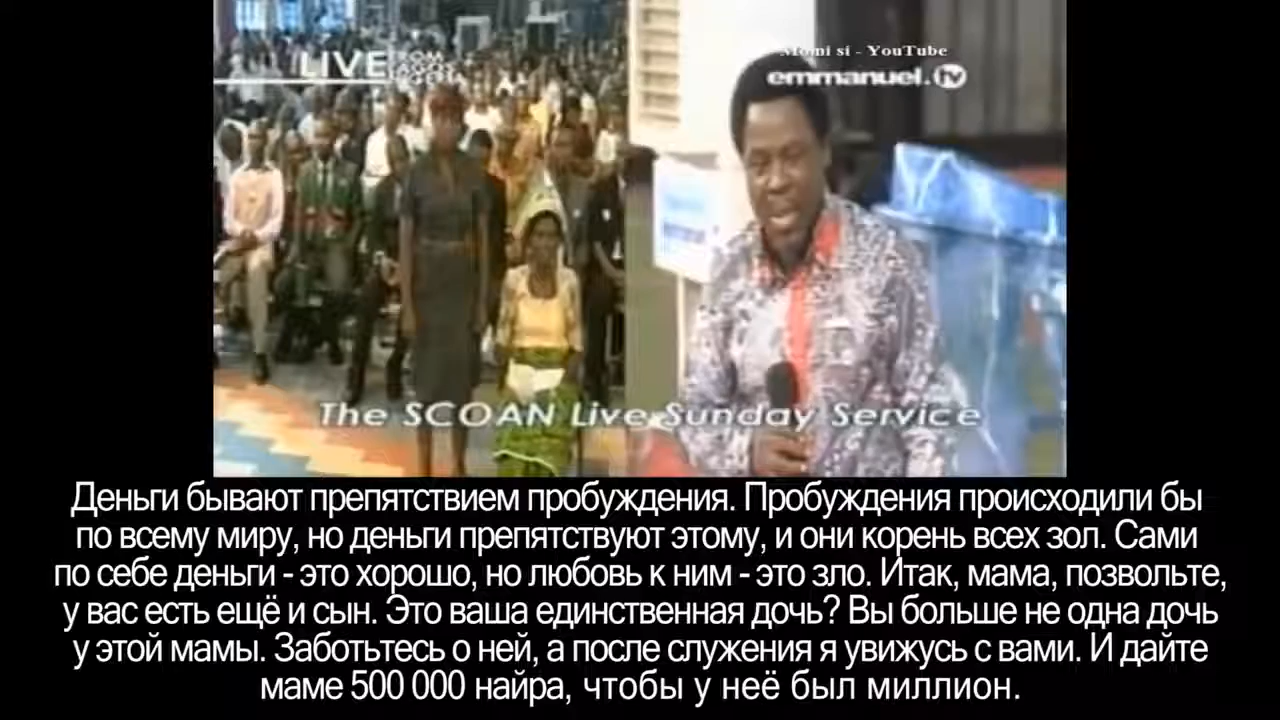 Momi si - YouTube
LIVE FROM LAGOS NIGERIA
emmanuel.tv
The SCOAN Live Sunday Service
Деньги бывают препятствием пробуждения. Пробуждения происходили бы
по всему миру, но деньги препятствуют этому, и они корень всех зол. Сами
по себе деньги - это хорошо, но любовь к ним - это зло. Итак, мама, позвольте,
у вас есть ещё и сын. Это ваша единственная дочь? Вы больше не одна дочь
у этой мамы. Заботьтесь о ней, а после служения я увижусь с вами. И дайте
маме 500 000 найра, чтобы у неё был миллион.